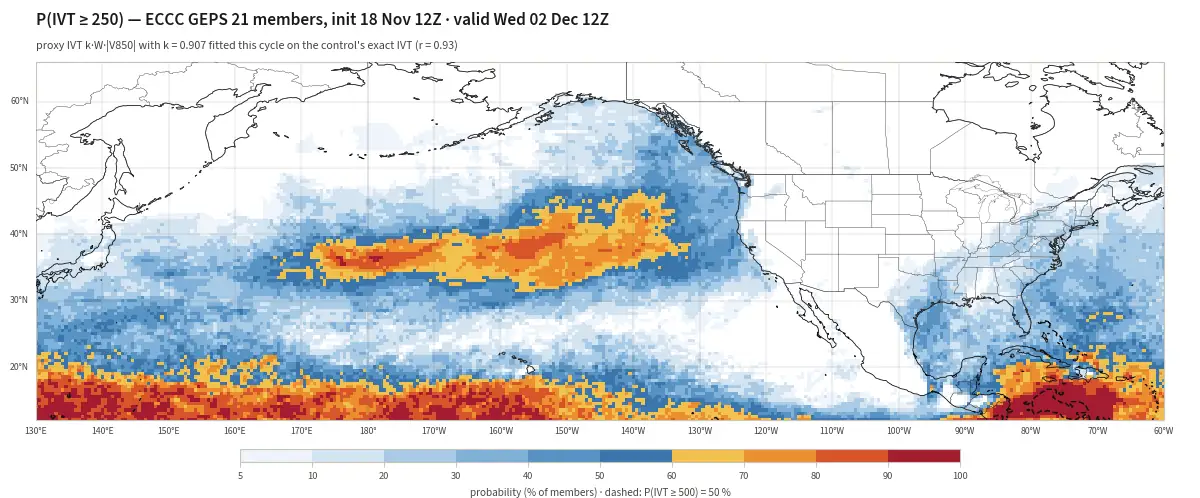 P(IVT ≥ 250) — ECCC GEPS 21 members, init 18 Nov 12Z · valid Wed 02 Dec 12Z
proxy IVT k·W·|V850| with k = 0.907 fitted this cycle on the control's exact IVT (r = 0.93)
60°N
50°N
40°N
30°N
20°N
130°E 140°E 150°E 160°E 170°E 180° 170°W 160°W 150°W 140°W 130°W 120°W 110°W 100°W 90°W 80°W 70°W 60°W
5 10 20 30 40 50 60 70 80 90 100
probability (% of members) · dashed: P(IVT ≥ 500) = 50 %